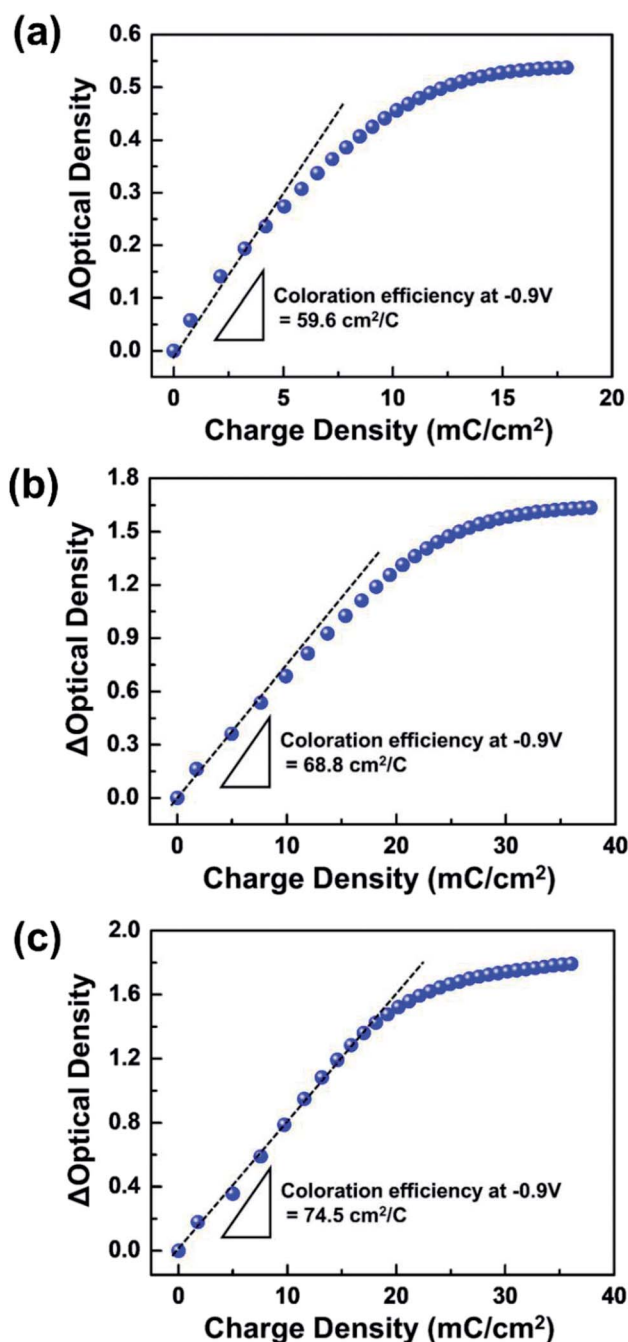 (a)
0.6
0.5
0.4
0.3
0.2
0.1
0.0
ΔOptical Density
Coloration efficiency at -0.9V
= 59.6 cm²/C
0 5 10 15 20
Charge Density (mC/cm²)
(b)
1.8
1.5
1.2
0.9
0.6
0.3
0.0
ΔOptical Density
Coloration efficiency at -0.9V
= 68.8 cm²/C
0 10 20 30 40
Charge Density (mC/cm²)
(c)
2.0
1.6
1.2
0.8
0.4
0.0
ΔOptical Density
Coloration efficiency at -0.9V
= 74.5 cm²/C
0 10 20 30 40
Charge Density (mC/cm²)